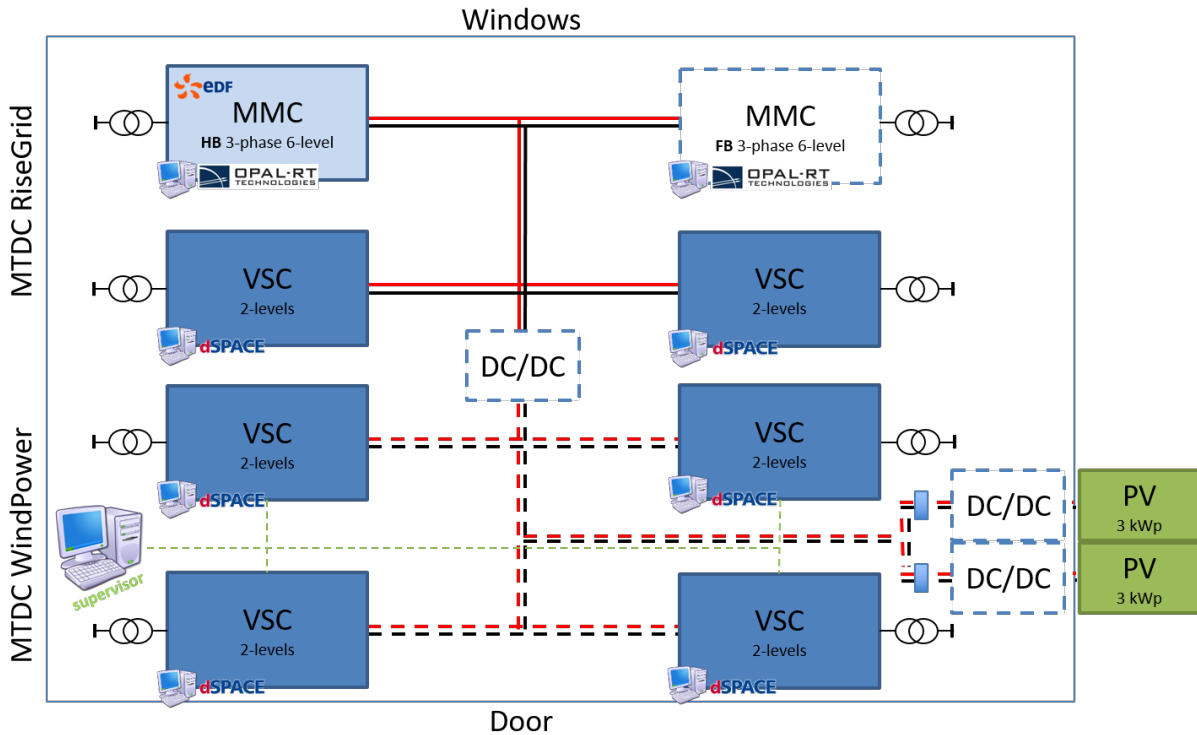 Windows
MTDC RiseGrid
eDF
MMC
HB 3-phase 6-level
OPAL-RT
TECHNOLOGIES
MMC
FB 3-phase 6-level
OPAL-RT
TECHNOLOGIES
VSC
2-levels
dSPACE
VSC
2-levels
dSPACE
DC/DC
MTDC WindPower
VSC
2-levels
dSPACE
VSC
2-levels
dSPACE
DC/DC
PV
3 kWp
DC/DC
PV
3 kWp
supervisor
VSC
2-levels
dSPACE
VSC
2-levels
dSPACE
Door